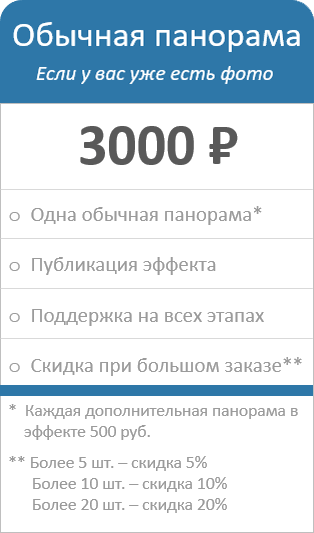 Обычная панорама
Если у вас уже есть фото
3000 ₽
o Одна обычная панорама*
o Публикация эффекта
o Поддержка на всех этапах
o Скидка при большом заказе**
* Каждая дополнительная панорама в
эффекте 500 руб.
** Более 5 шт. – скидка 5%
Более 10 шт. – скидка 10%
Более 20 шт. – скидка 20%